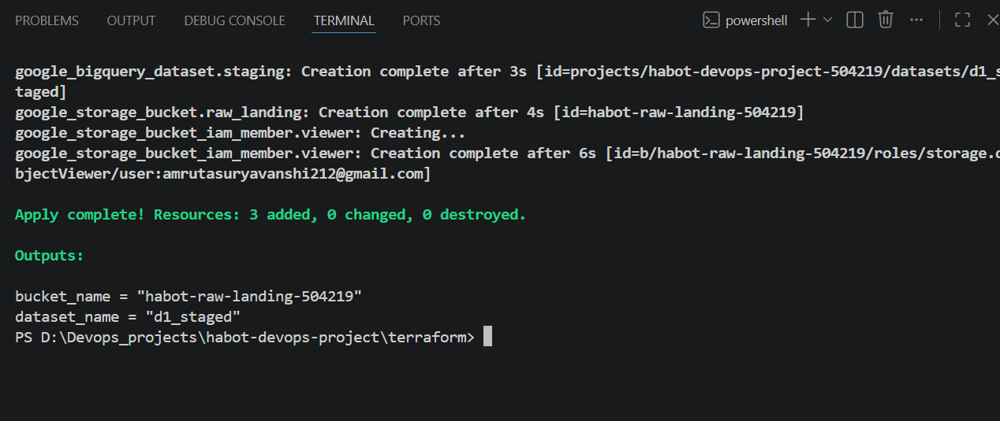 PROBLEMS OUTPUT DEBUG CONSOLE TERMINAL PORTS powershell
google_bigquery_dataset.staging: Creation complete after 3s [id=projects/habot-devops-project-504219/datasets/d1_s
taged]
google_storage_bucket.raw_landing: Creation complete after 4s [id=habot-raw-landing-504219]
google_storage_bucket_iam_member.viewer: Creating...
google_storage_bucket_iam_member.viewer: Creation complete after 6s [id=b/habot-raw-landing-504219/roles/storage.o
bjectViewer/user:amrutasuryavanshi212@gmail.com]
Apply complete! Resources: 3 added, 0 changed, 0 destroyed.
Outputs:
bucket_name = "habot-raw-landing-504219"
dataset_name = "d1_staged"
PS D:\Devops_projects\habot-devops-project\terraform>